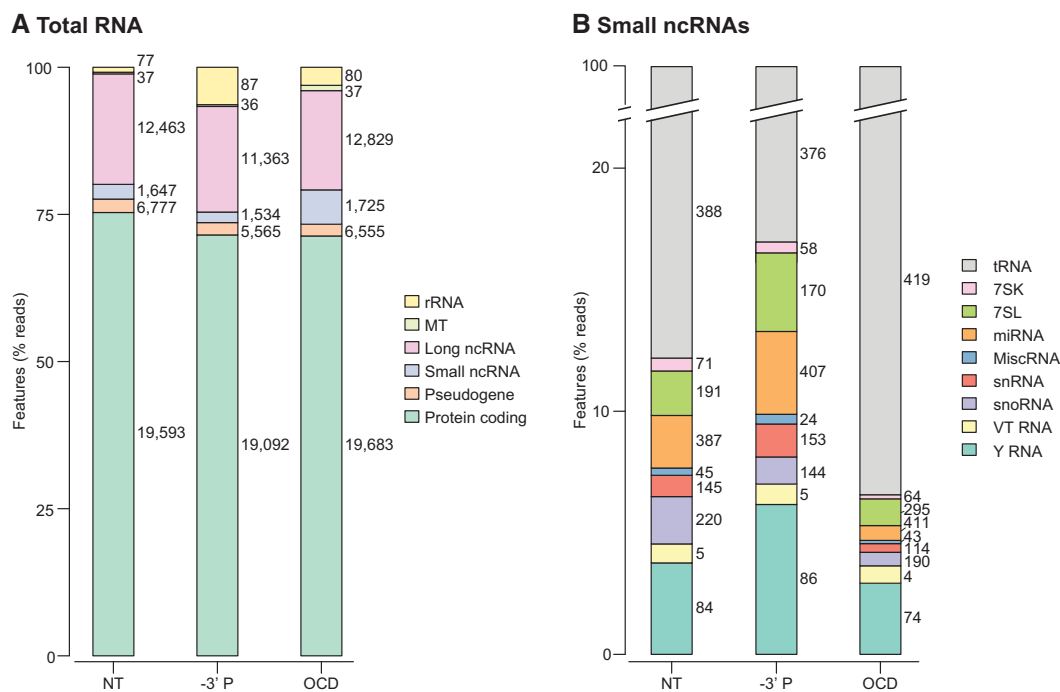 A Total RNA
Features (% reads)
100
75
50
25
0
77
37
12,463
1,647
6,777
19,593
87
36
11,363
1,534
5,565
19,092
80
37
12,829
1,725
6,555
19,683
NT
-3' P
OCD
rRNA
MT
Long ncRNA
Small ncRNA
Pseudogene
Protein coding
B Small ncRNAs
Features (% reads)
100
20
10
0
388
71
191
387
45
145
220
5
84
376
58
170
407
24
153
144
5
86
419
64
295
411
43
114
190
4
74
NT
-3' P
OCD
tRNA
7SK
7SL
miRNA
MiscRNA
snRNA
snoRNA
VT RNA
Y RNA